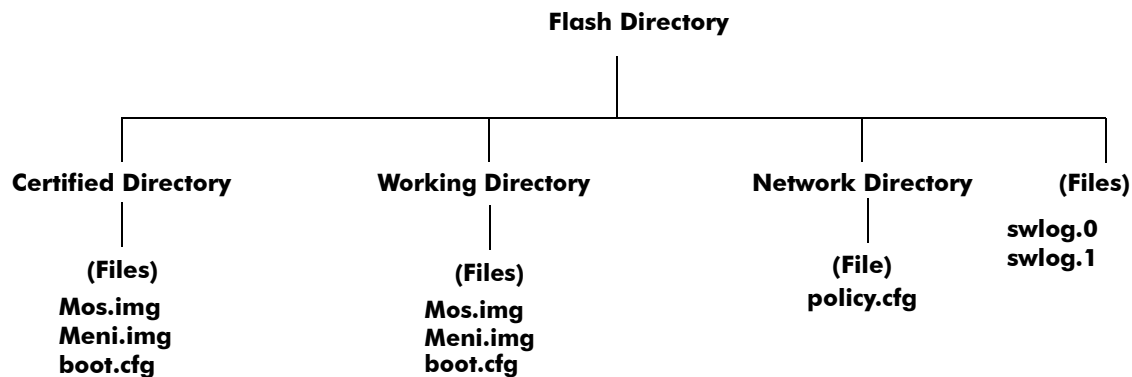 Flash Directory
Certified Directory
Working Directory
Network Directory
(Files)
swlog.0
swlog.1
(Files)
Mos.img
Meni.img
boot.cfg
(Files)
Mos.img
Meni.img
boot.cfg
(File)
policy.cfg